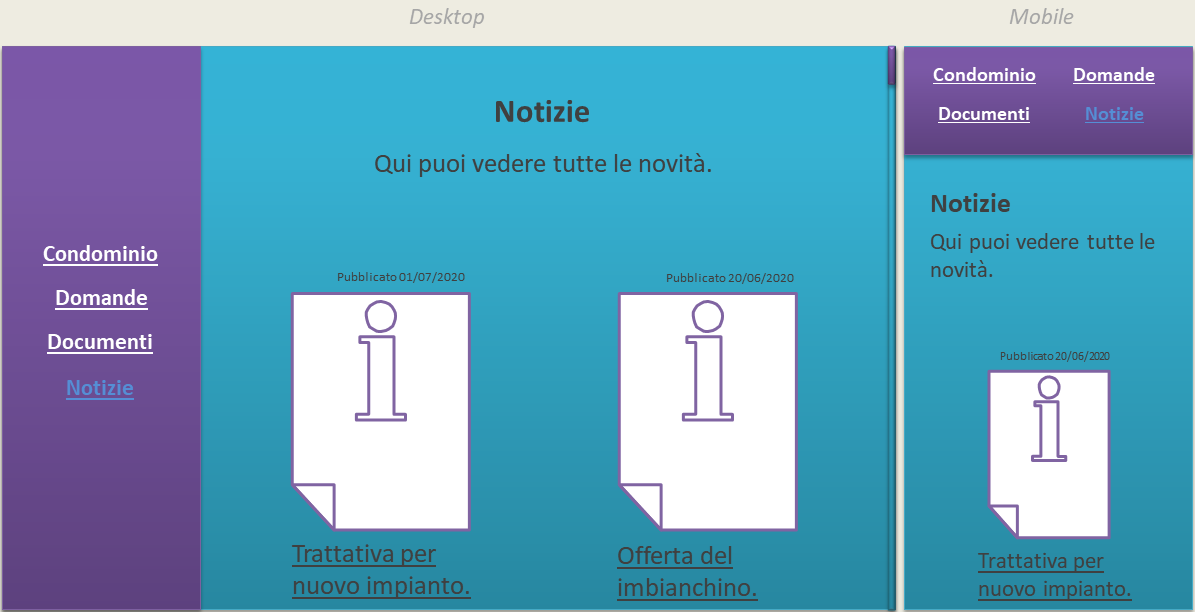 Desktop
Mobile
Condominio
Domande
Documenti
Notizie
Notizie
Qui puoi vedere tutte le novità.
Pubblicato 01/07/2020
Trattativa per
nuovo impianto.
Pubblicato 20/06/2020
Offerta del
imbianchino.
Condominio
Domande
Documenti
Notizie
Notizie
Qui puoi vedere tutte le
novità.
Pubblicato 20/06/2020
Trattativa per
nuovo impianto.